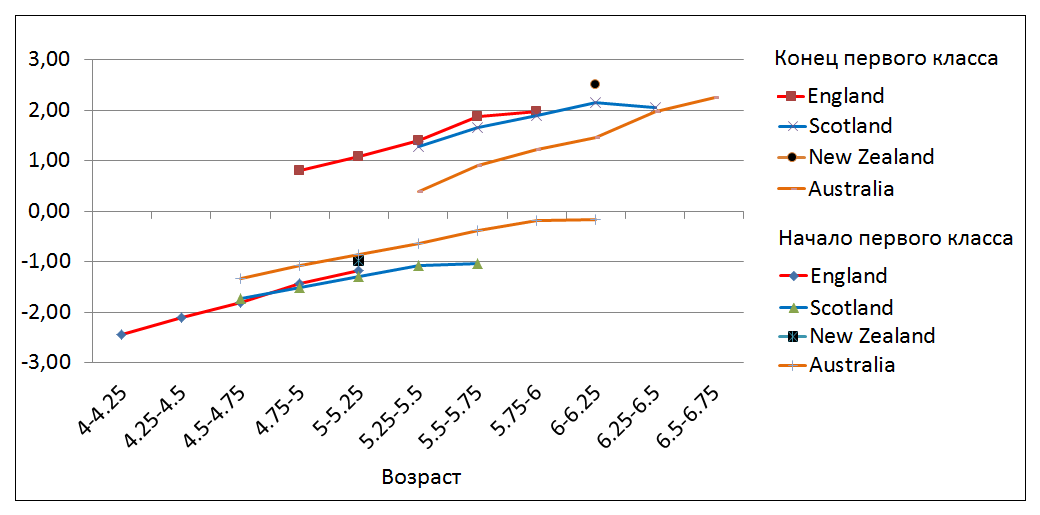 3,00
2,00
1,00
0,00
-1,00
-2,00
-3,00
4-4.25
4.25-4.5
4.5-4.75
4.75-5
5-5.25
5.25-5.5
5.5-5.75
5.75-6
6-6.25
6.25-6.5
6.5-6.75
Возраст
Конец первого класса
England
Scotland
New Zealand
Australia
Начало первого класса
England
Scotland
New Zealand
Australia